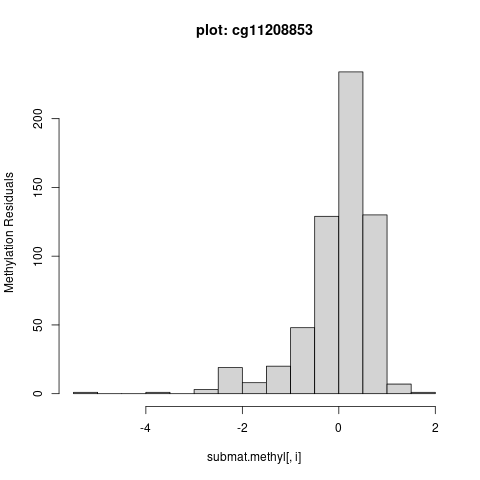 plot: cg11208853
Methylation Residuals
200
150
100
50
0
-4 -2 0 2
submat.methyl[, i]